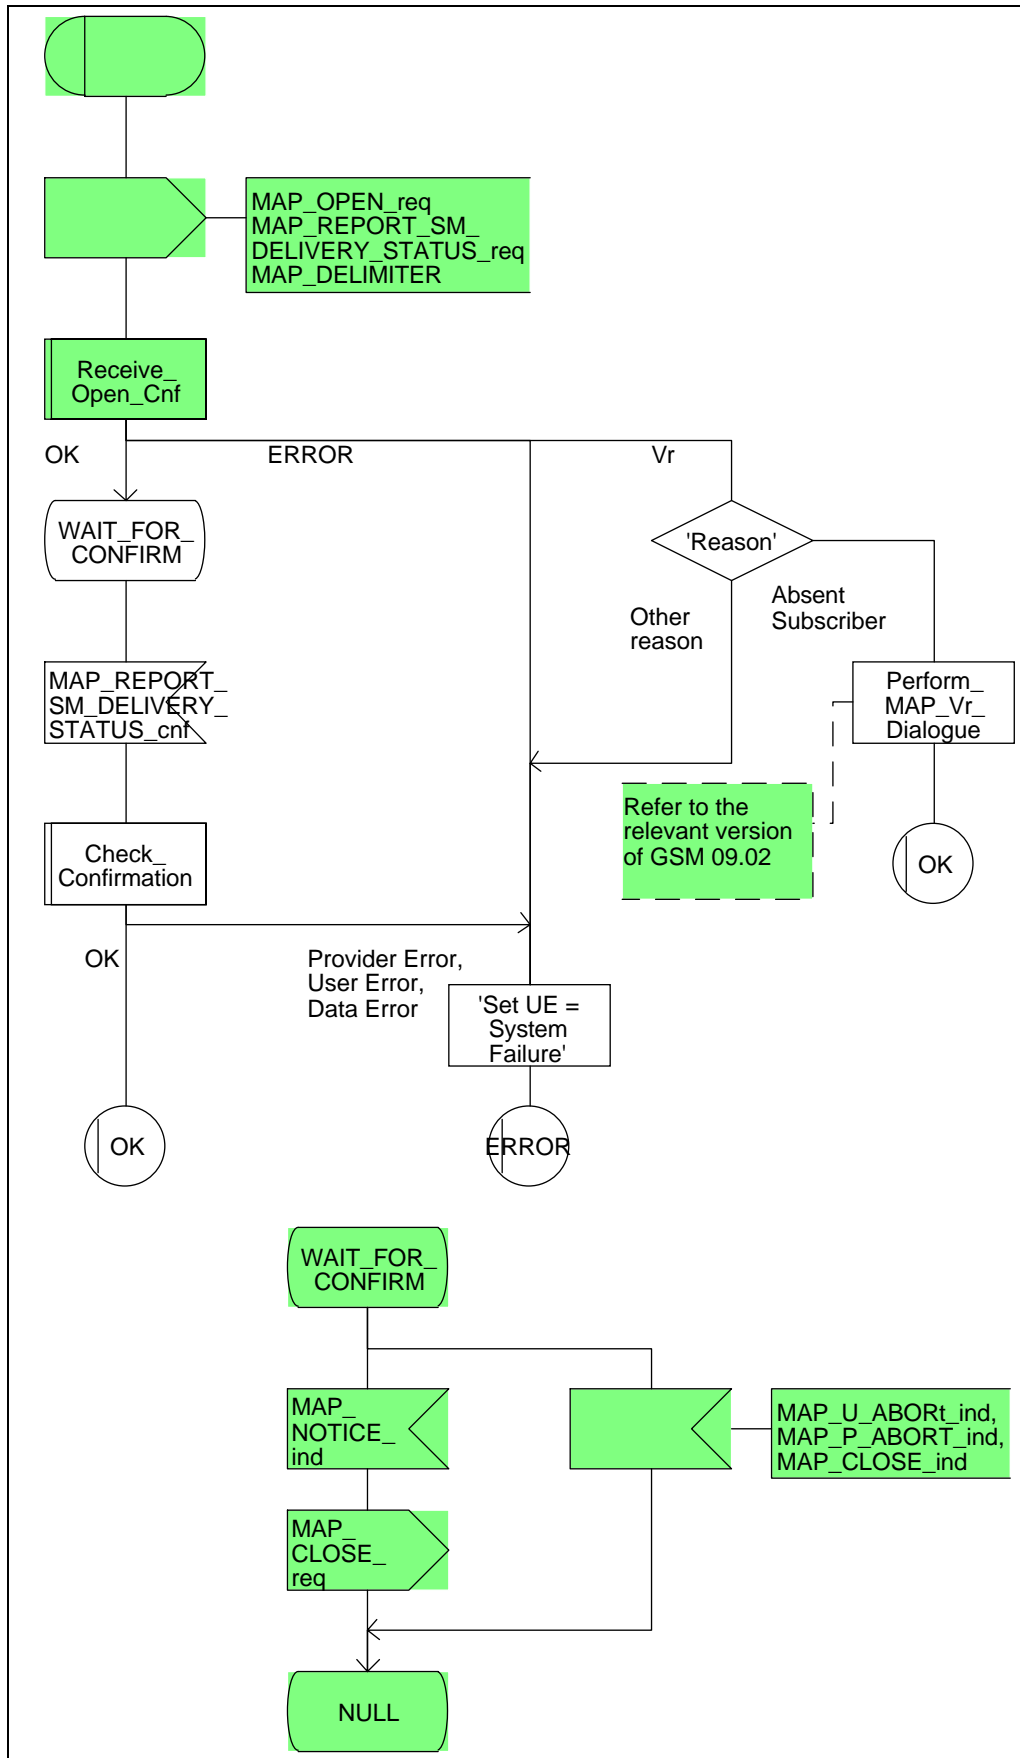 MAP_OPEN_req
MAP_REPORT_SM_
DELIVERY_STATUS_req
MAP_DELIMITER
Receive_
Open_Cnf
OK
ERROR
Vr
WAIT_FOR_
CONFIRM
'Reason'
Other
reason
Absent
Subscriber
MAP_REPORT_
SM_DELIVERY_
STATUS_cnf
Perform_
MAP_Vr_
Dialogue
Refer to the
relevant version
of GSM 09.02
OK
Check_
Confirmation
OK
Provider Error,
User Error,
Data Error
'Set UE =
System
Failure'
OK
ERROR
WAIT_FOR_
CONFIRM
MAP_
NOTICE_
ind
MAP_U_ABORt_ind,
MAP_P_ABORT_ind,
MAP_CLOSE_ind
MAP_
CLOSE_
req
NULL